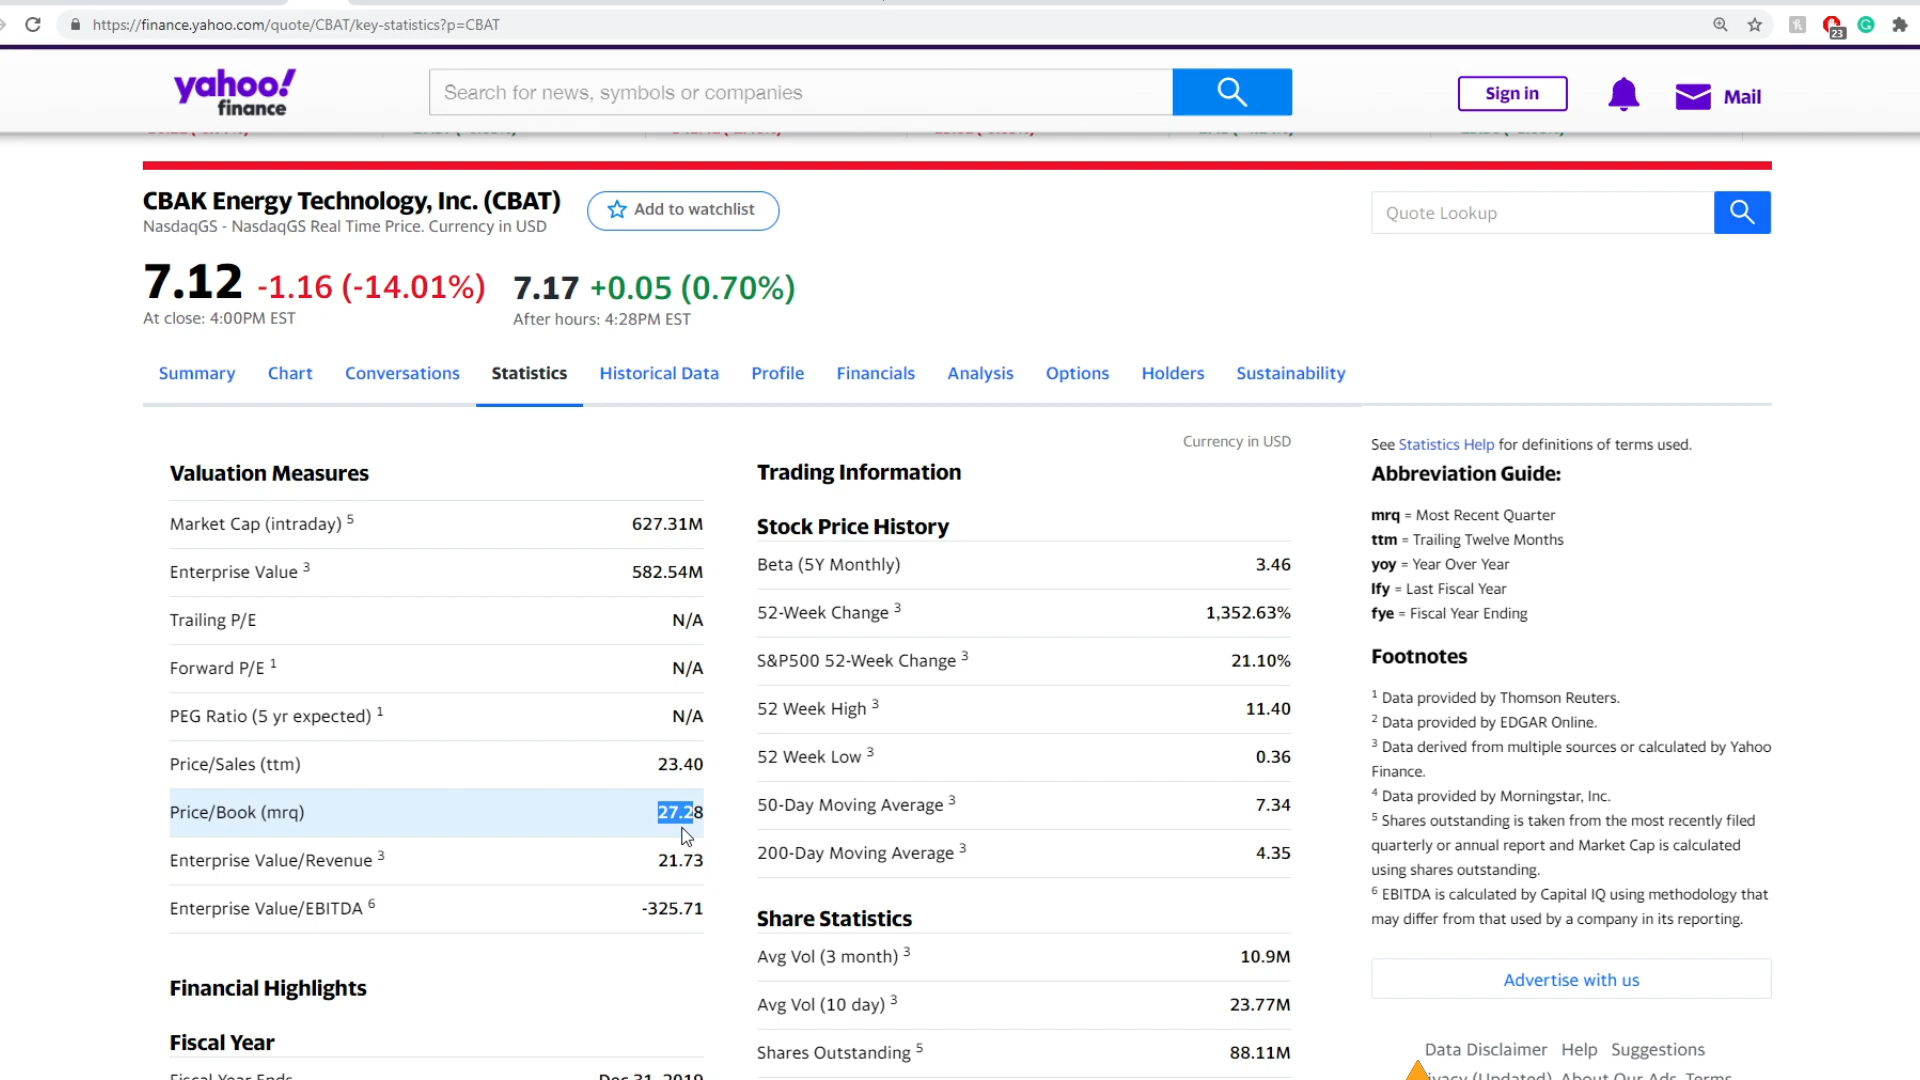 https://finance.yahoo.com/quote/CBAT/key-statistics?p=CBAT
23
yahoo!
finance
Search for news, symbols or companies
Sign in
Mail
CBAK Energy Technology, Inc. (CBAT)
Add to watchlist
NasdaqGS - NasdaqGS Real Time Price. Currency in USD
Quote Lookup
7.12 -1.16 (-14.01%) 7.17 +0.05 (0.70%)
At close: 4:00PM EST After hours: 4:28PM EST
Summary Chart Conversations Statistics Historical Data Profile Financials Analysis Options Holders Sustainability
Currency in USD
Valuation Measures
Market Cap (intraday) 5 627.31M
Enterprise Value 3 582.54M
Trailing P/E N/A
Forward P/E 1 N/A
PEG Ratio (5 yr expected) 1 N/A
Price/Sales (ttm) 23.40
Price/Book (mrq) 27.28
Enterprise Value/Revenue 3 21.73
Enterprise Value/EBITDA 6 -325.71
Financial Highlights
Fiscal Year
Fiscal Year Ends Dec 31, 2019
Trading Information
Stock Price History
Beta (5Y Monthly) 3.46
52-Week Change 3 1,352.63%
S&P500 52-Week Change 3 21.10%
52 Week High 3 11.40
52 Week Low 3 0.36
50-Day Moving Average 3 7.34
200-Day Moving Average 3 4.35
Share Statistics
Avg Vol (3 month) 3 10.9M
Avg Vol (10 day) 3 23.77M
Shares Outstanding 5 88.11M
See Statistics Help for definitions of terms used.
Abbreviation Guide:
mrq = Most Recent Quarter
ttm = Trailing Twelve Months
yoy = Year Over Year
lfy = Last Fiscal Year
fye = Fiscal Year Ending
Footnotes
1 Data provided by Thomson Reuters.
2 Data provided by EDGAR Online.
3 Data derived from multiple sources or calculated by Yahoo
Finance.
4 Data provided by Morningstar, Inc.
5 Shares outstanding is taken from the most recently filed
quarterly or annual report and Market Cap is calculated
using shares outstanding.
6 EBITDA is calculated by Capital IQ using methodology that
may differ from that used by a company in its reporting.
Advertise with us
Data Disclaimer Help Suggestions
(Updated) About Our Ads Terms